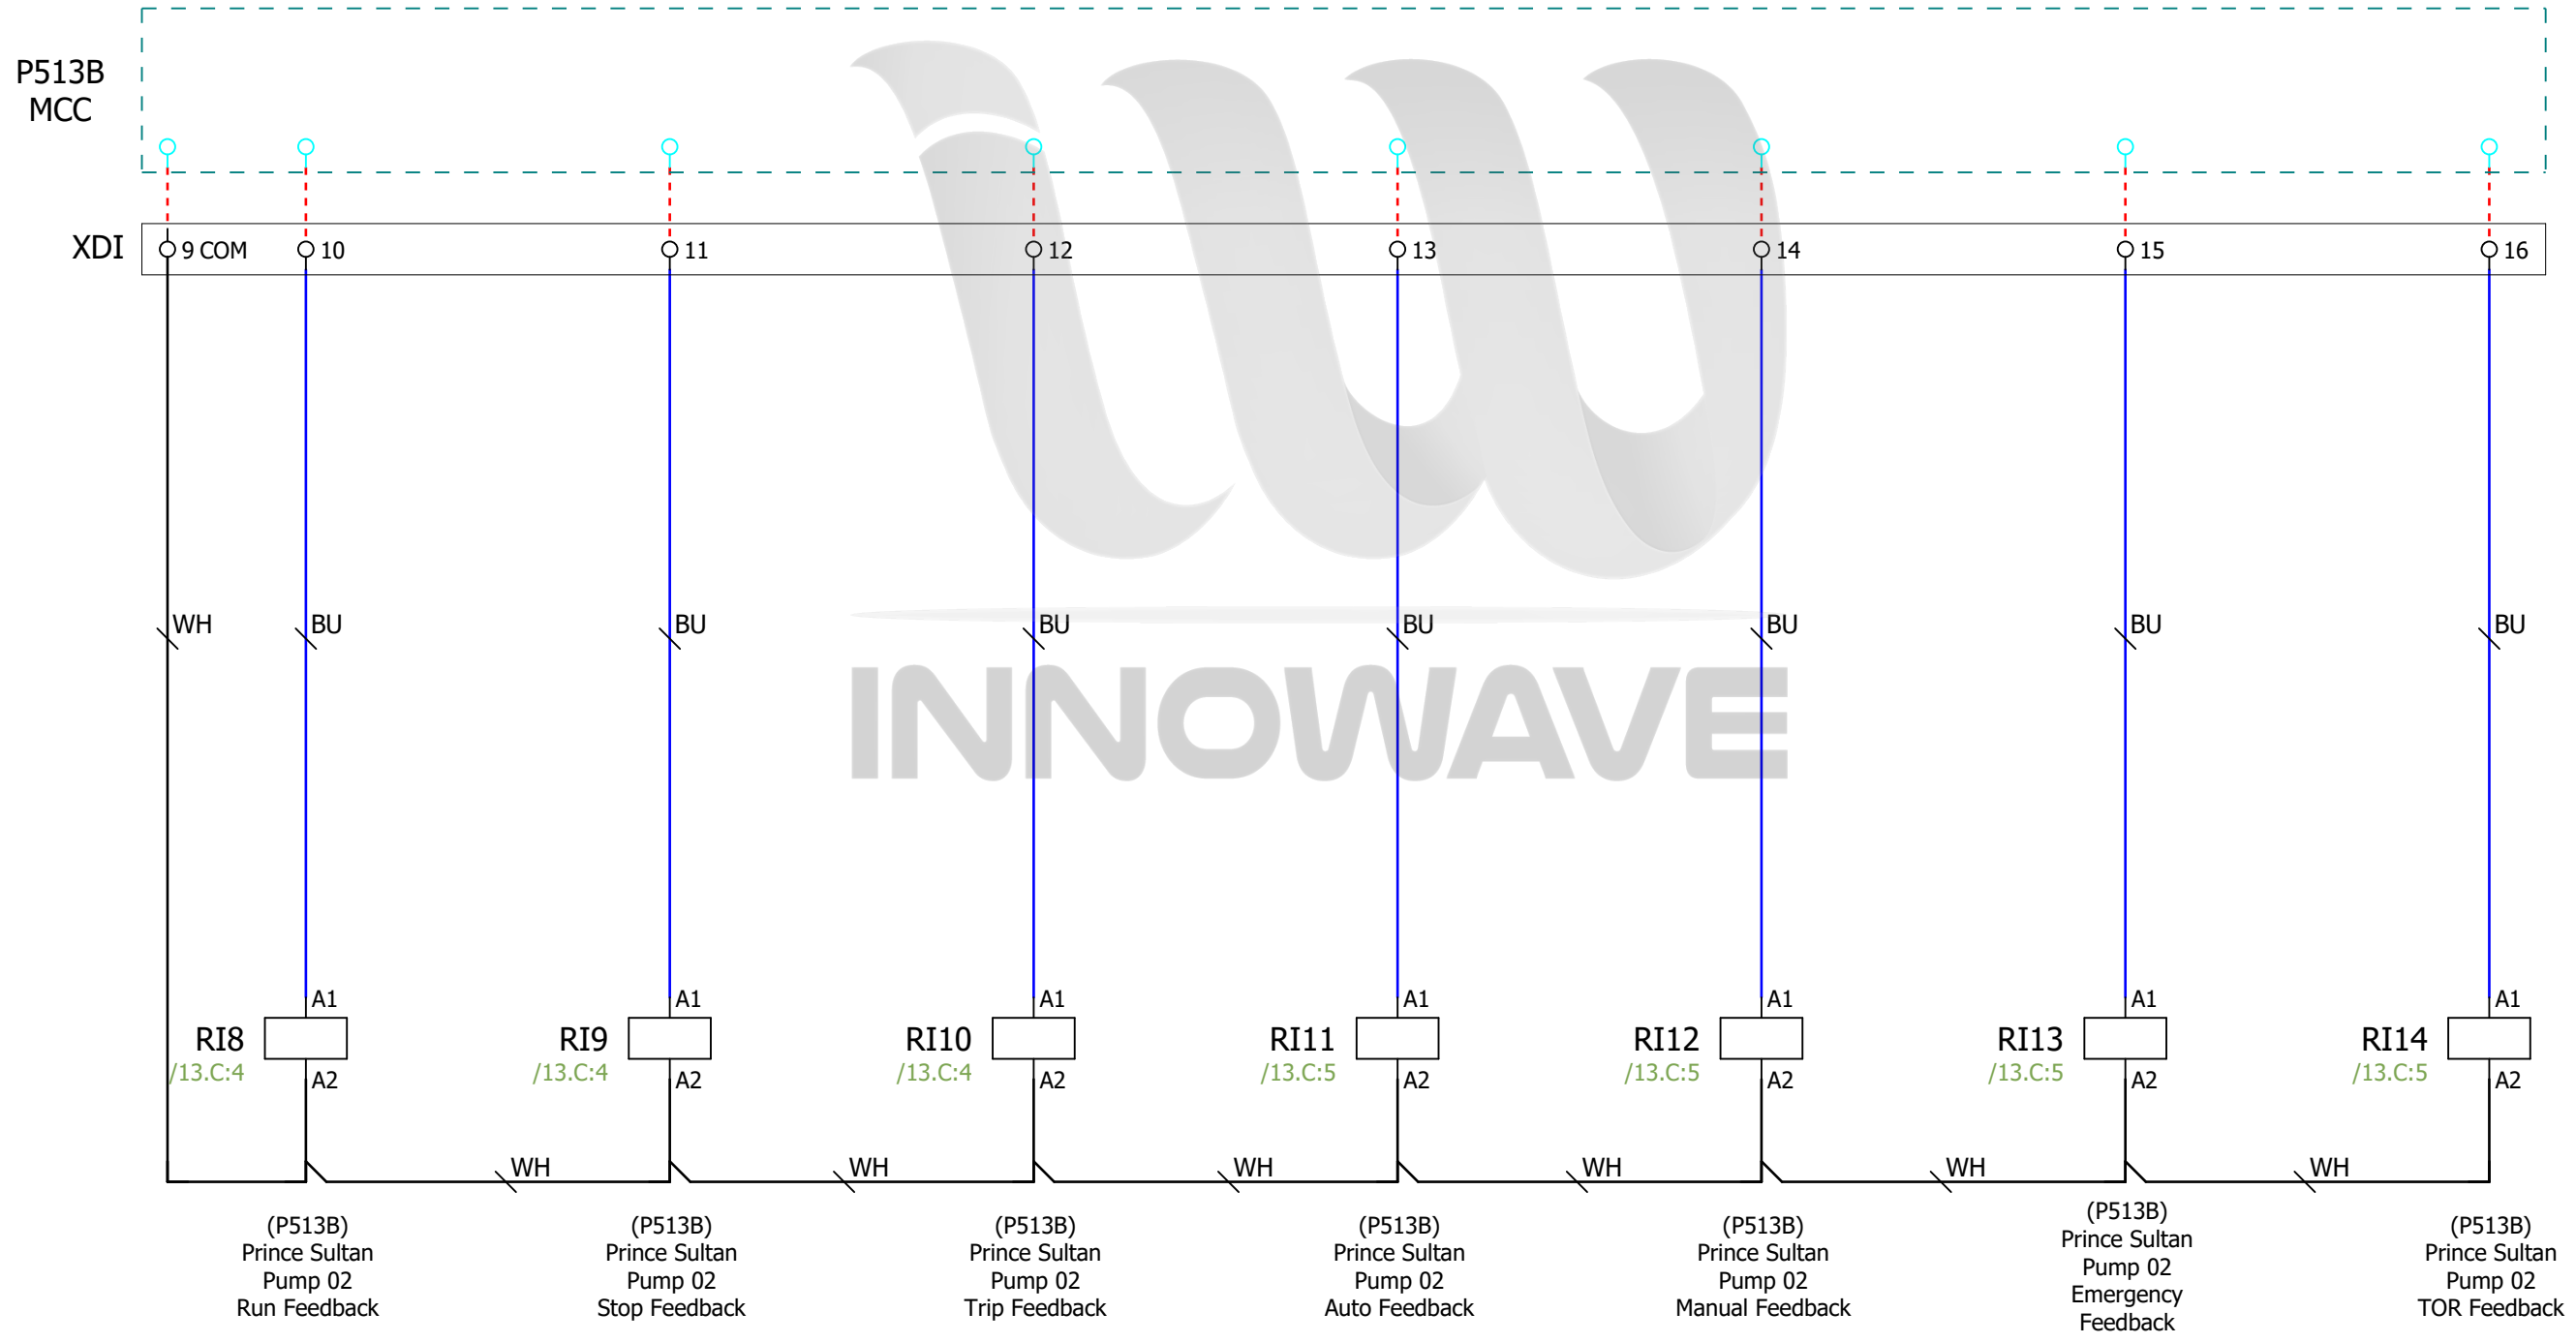 P513B
MCC
XDI
9 COM
10
11
12
13
14
15
16
WH
BU
BU
BU
BU
BU
BU
BU
INNOWAVE
A1
A1
A1
A1
A1
A1
A1
RI8
RI9
RI10
RI11
RI12
RI13
RI14
/13.C:4
/13.C:4
/13.C:4
/13.C:5
/13.C:5
/13.C:5
/13.C:5
A2
A2
A2
A2
A2
A2
A2
WH
WH
WH
WH
WH
WH
(P513B)
Prince Sultan
Pump 02
Run Feedback
(P513B)
Prince Sultan
Pump 02
Stop Feedback
(P513B)
Prince Sultan
Pump 02
Trip Feedback
(P513B)
Prince Sultan
Pump 02
Auto Feedback
(P513B)
Prince Sultan
Pump 02
Manual Feedback
(P513B)
Prince Sultan
Pump 02
Emergency
Feedback
(P513B)
Prince Sultan
Pump 02
TOR Feedback